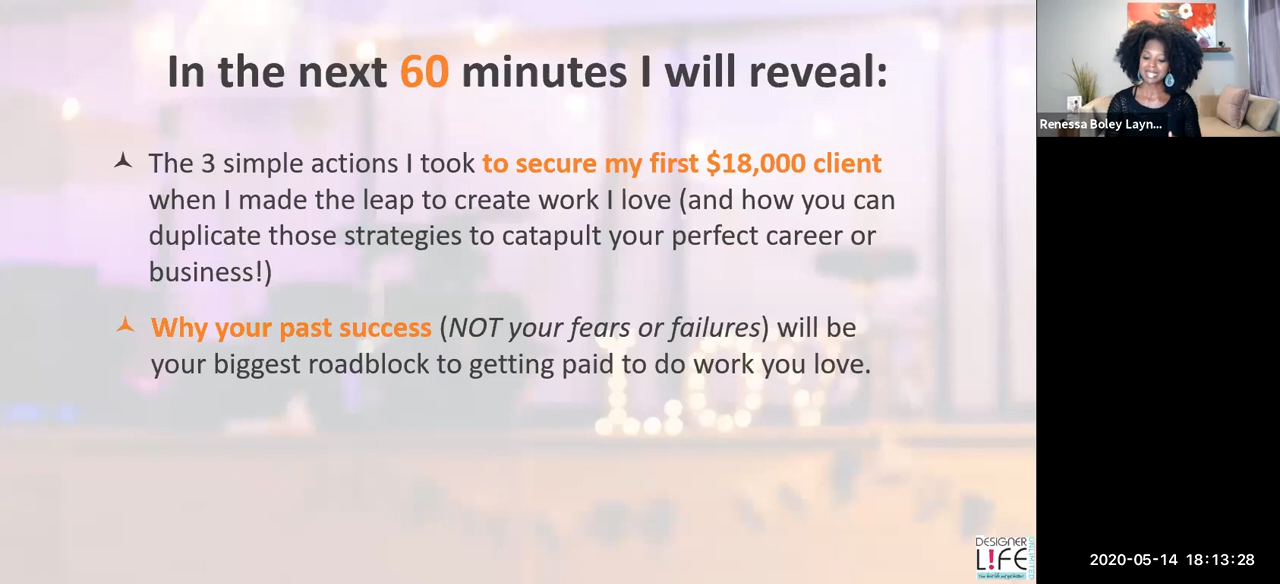 In the next 60 minutes I will reveal:
The 3 simple actions I took to secure my first $18,000 client
when I made the leap to create work I love (and how you can
duplicate those strategies to catapult your perfect career or
business!)
Why your past success (NOT your fears or failures) will be
your biggest roadblock to getting paid to do work you love.
Renessa Boley Layn...
DESIGNER
L!FE
UNLIMITED
2020-05-14 18:13:28